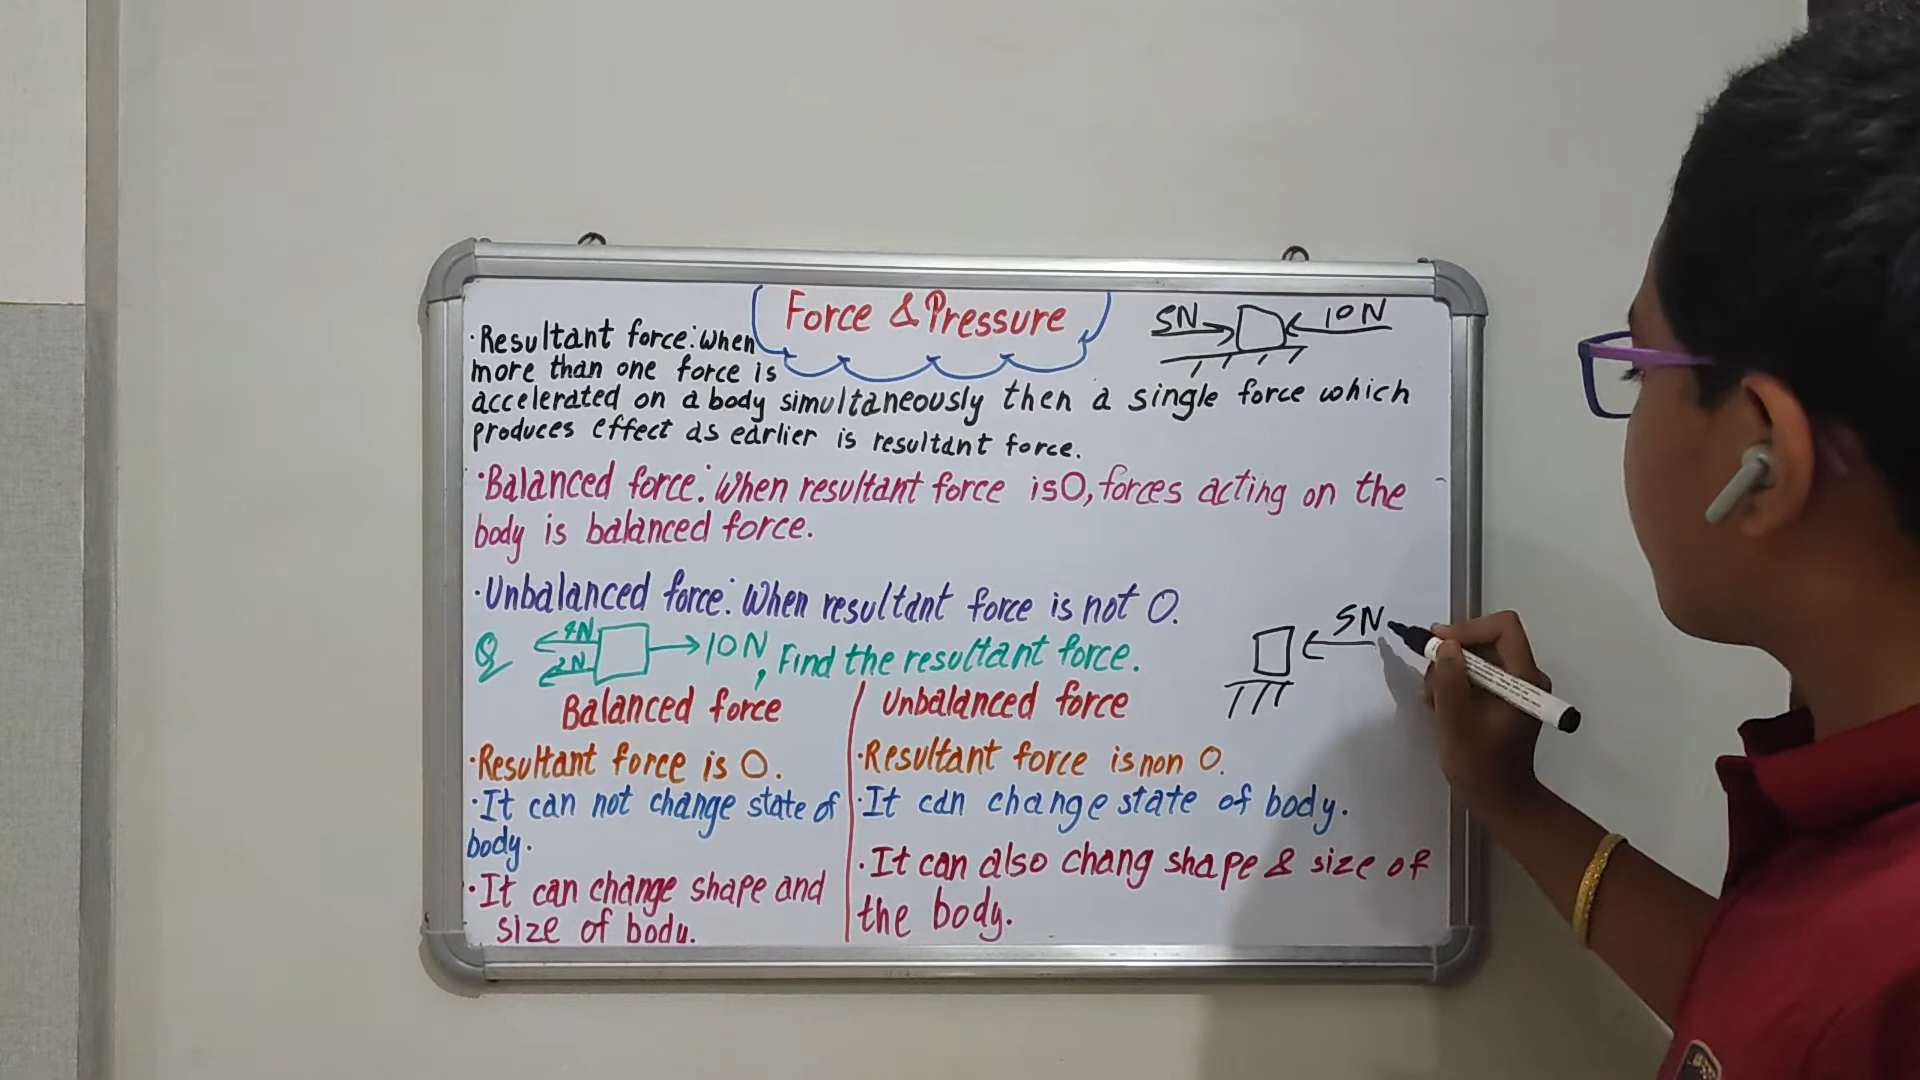 Force & Pressure
5N 10N
·Resultant force: When
more than one force is
accelerated on a body simultaneously then a single force which
produces effect as earlier is resultant force.
·Balanced force: When resultant force is 0, forces acting on the
body is balanced force.
·Unbalanced force: When resultant force is not 0.
5N
Q 4N 2N 10N, Find the resultant force.
Balanced force
·Resultant force is 0.
·It can not change state of
body.
·It can change shape and
size of body.
Unbalanced force
·Resultant force is non 0.
·It can change state of body.
·It can also chang shape & size of
the body.